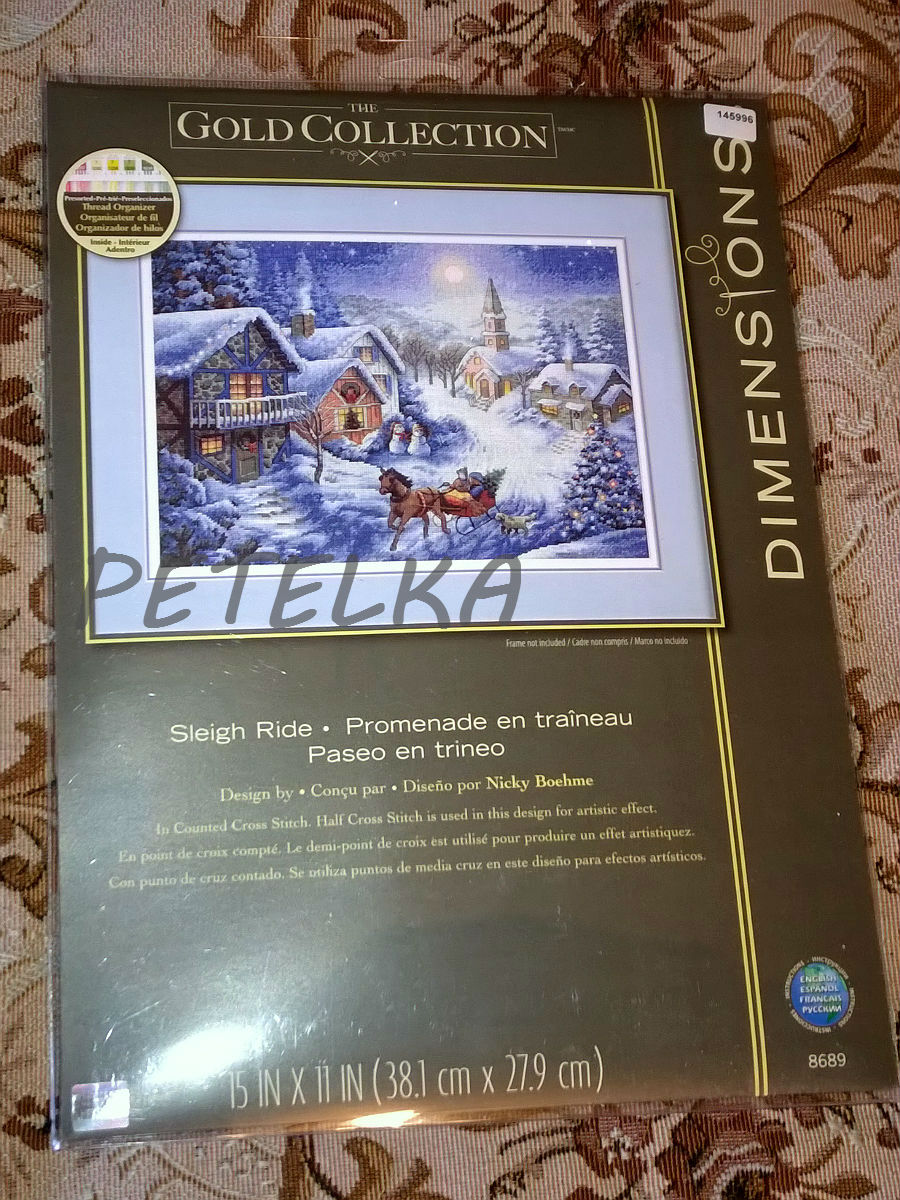 THE
GOLD COLLECTION
145996
DIMENSIONS
Presorted-Pré-trié-Preseleccionados
Thread Organizer
Organisateur de fil
Organizador de hilos
Inside - Intérieur
Adentro
PETELKA
Frame not included / Cadre non compris / Marco no incluido
Sleigh Ride • Promenade en traîneau
Paseo en trineo
Design by • Conçu par • Diseño por Nicky Boehme
In Counted Cross Stitch. Half Cross Stitch is used in this design for artistic effect.
En point de croix compté. Le demi-point de croix est utilisé pour produire un effet artistiquez.
Con punto de cruz contado. Se utiliza puntos de media cruz en este diseño para efectos artísticos.
INSTRUCTIONS • ИНСТРУКЦИИ • INSTRUCTIONS • INSTRUCCIONES
ENGLISH
ESPAÑOL
FRANÇAIS
РУССКИЙ
8689
15 IN X 11 IN (38.1 cm x 27.9 cm)